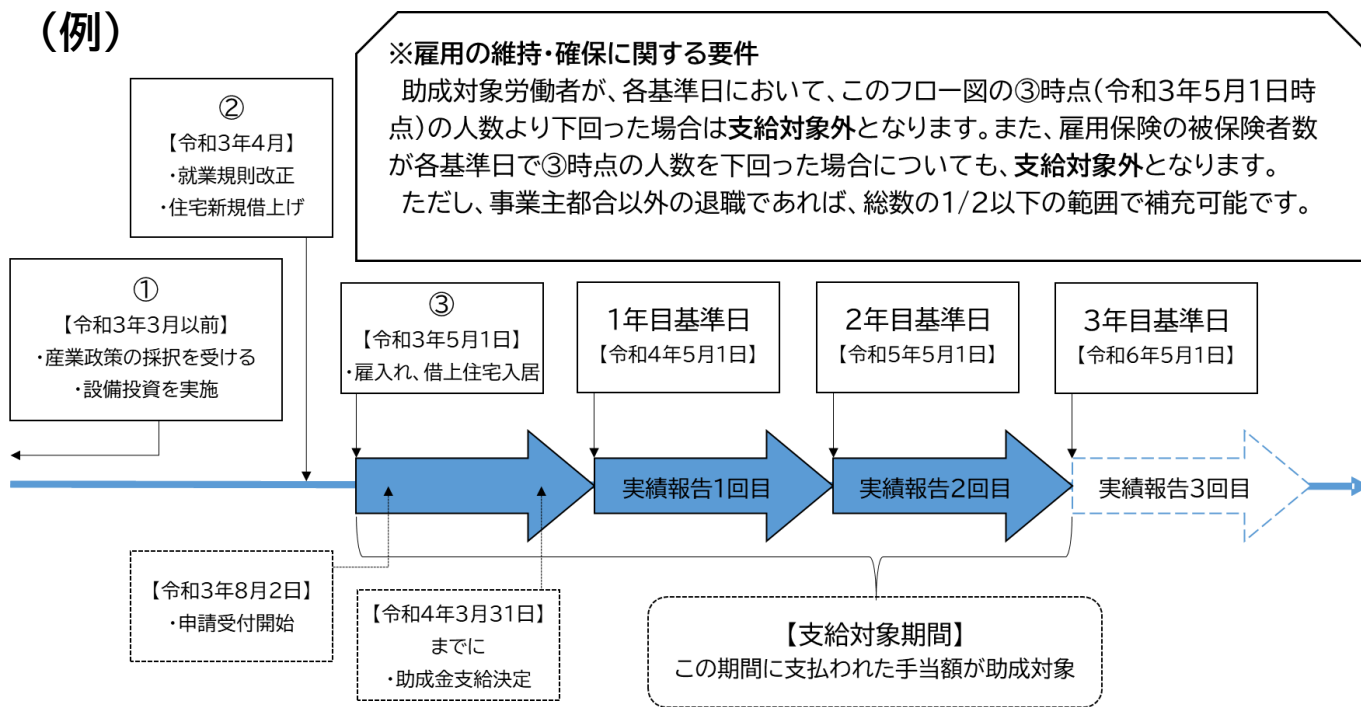 (例)
※雇用の維持・確保に関する要件
助成対象労働者が、各基準日において、このフロー図の③時点(令和3年5月1日時
点)の人数より下回った場合は支給対象外となります。また、雇用保険の被保険者数
が各基準日で③時点の人数を下回った場合についても、支給対象外となります。
ただし、事業主都合以外の退職であれば、総数の1/2以下の範囲で補充可能です。
②
【令和3年4月】
・就業規則改正
・住宅新規借上げ
①
【令和3年3月以前】
・産業政策の採択を受ける
・設備投資を実施
③
【令和3年5月1日】
・雇入れ、借上住宅入居
1年目基準日
【令和4年5月1日】
2年目基準日
【令和5年5月1日】
3年目基準日
【令和6年5月1日】
実績報告1回目
実績報告2回目
実績報告3回目
【令和3年8月2日】
・申請受付開始
【令和4年3月31日】
までに
・助成金支給決定
【支給対象期間】
この期間に支払われた手当額が助成対象